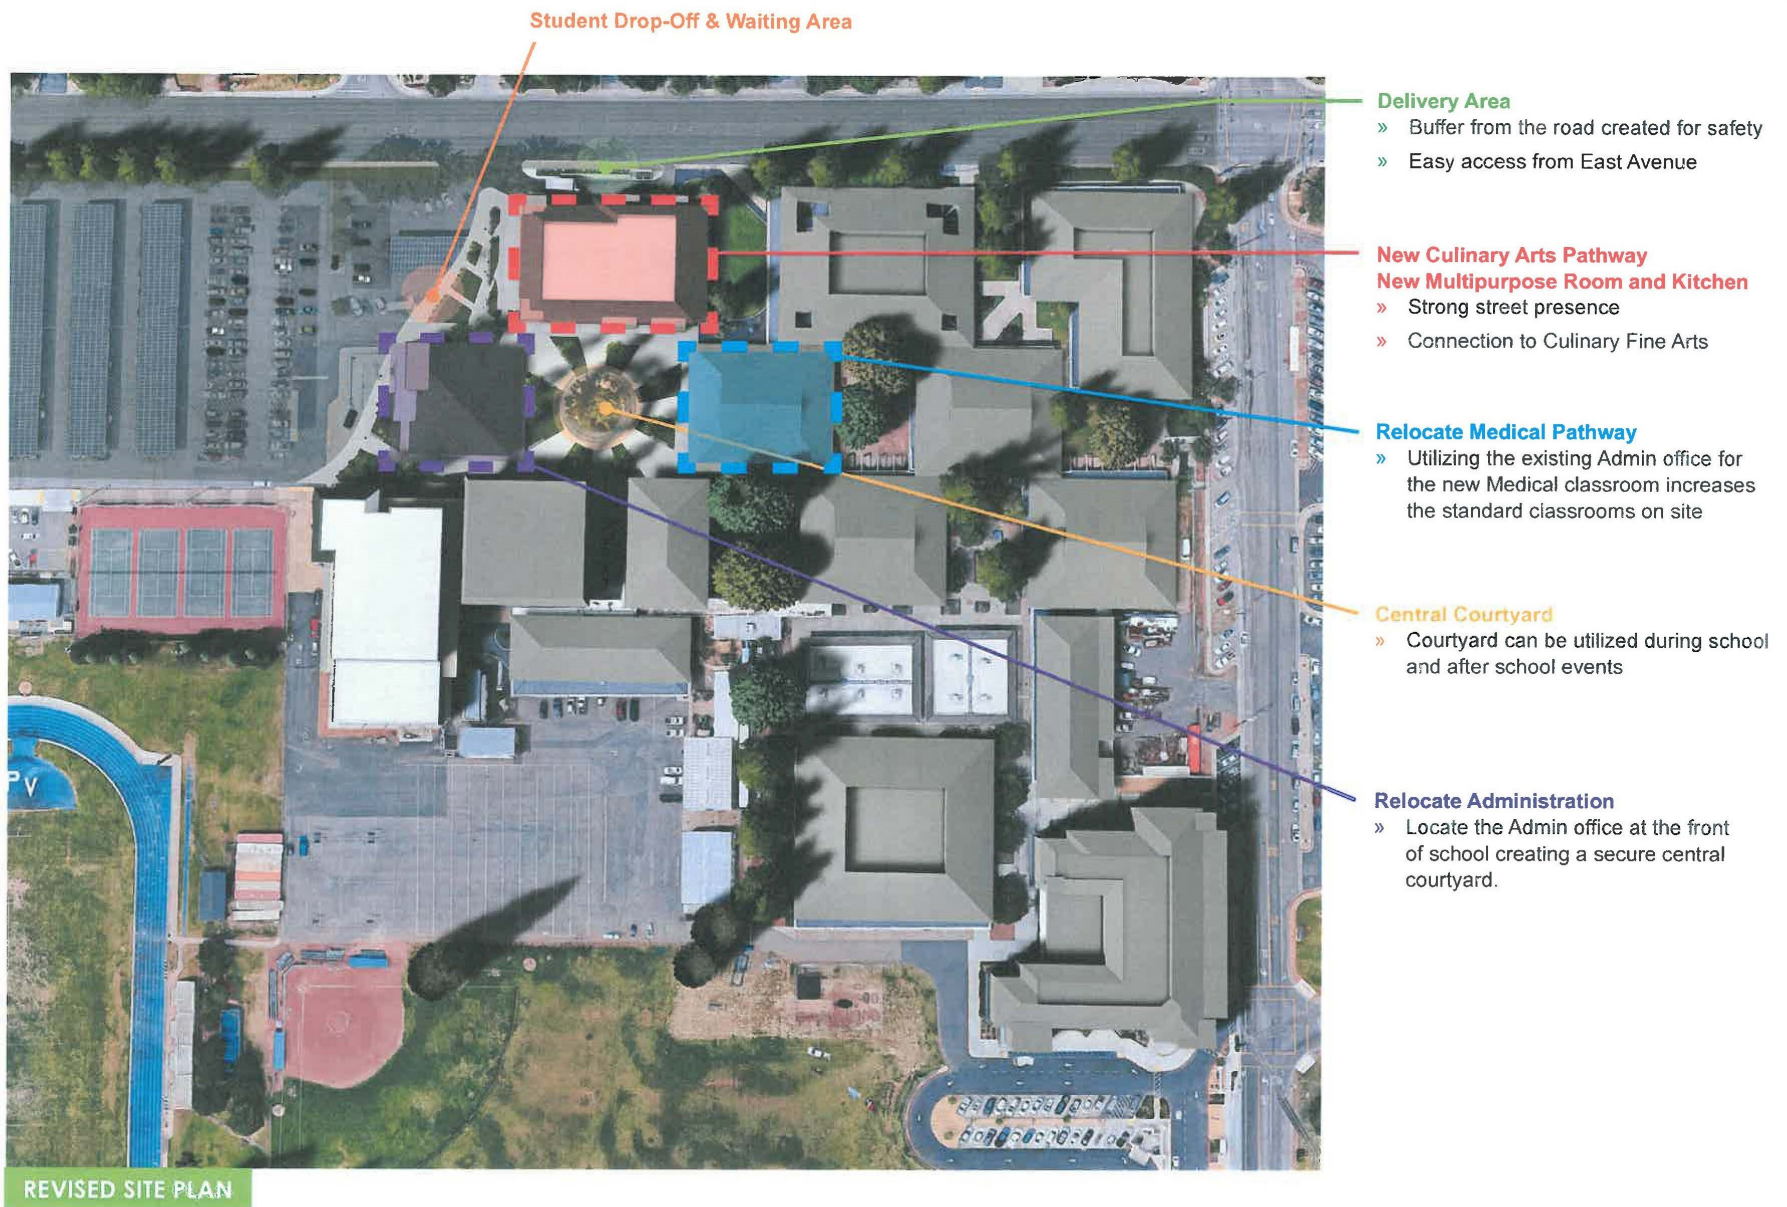 Student Drop-Off & Waiting Area
Delivery Area
» Buffer from the road created for safety
» Easy access from East Avenue
New Culinary Arts Pathway
New Multipurpose Room and Kitchen
» Strong street presence
» Connection to Culinary Fine Arts
Relocate Medical Pathway
» Utilizing the existing Admin office for
the new Medical classroom increases
the standard classrooms on site
Central Courtyard
» Courtyard can be utilized during school
and after school events
Relocate Administration
» Locate the Admin office at the front
of school creating a secure central
courtyard.
PV
REVISED SITE PLAN